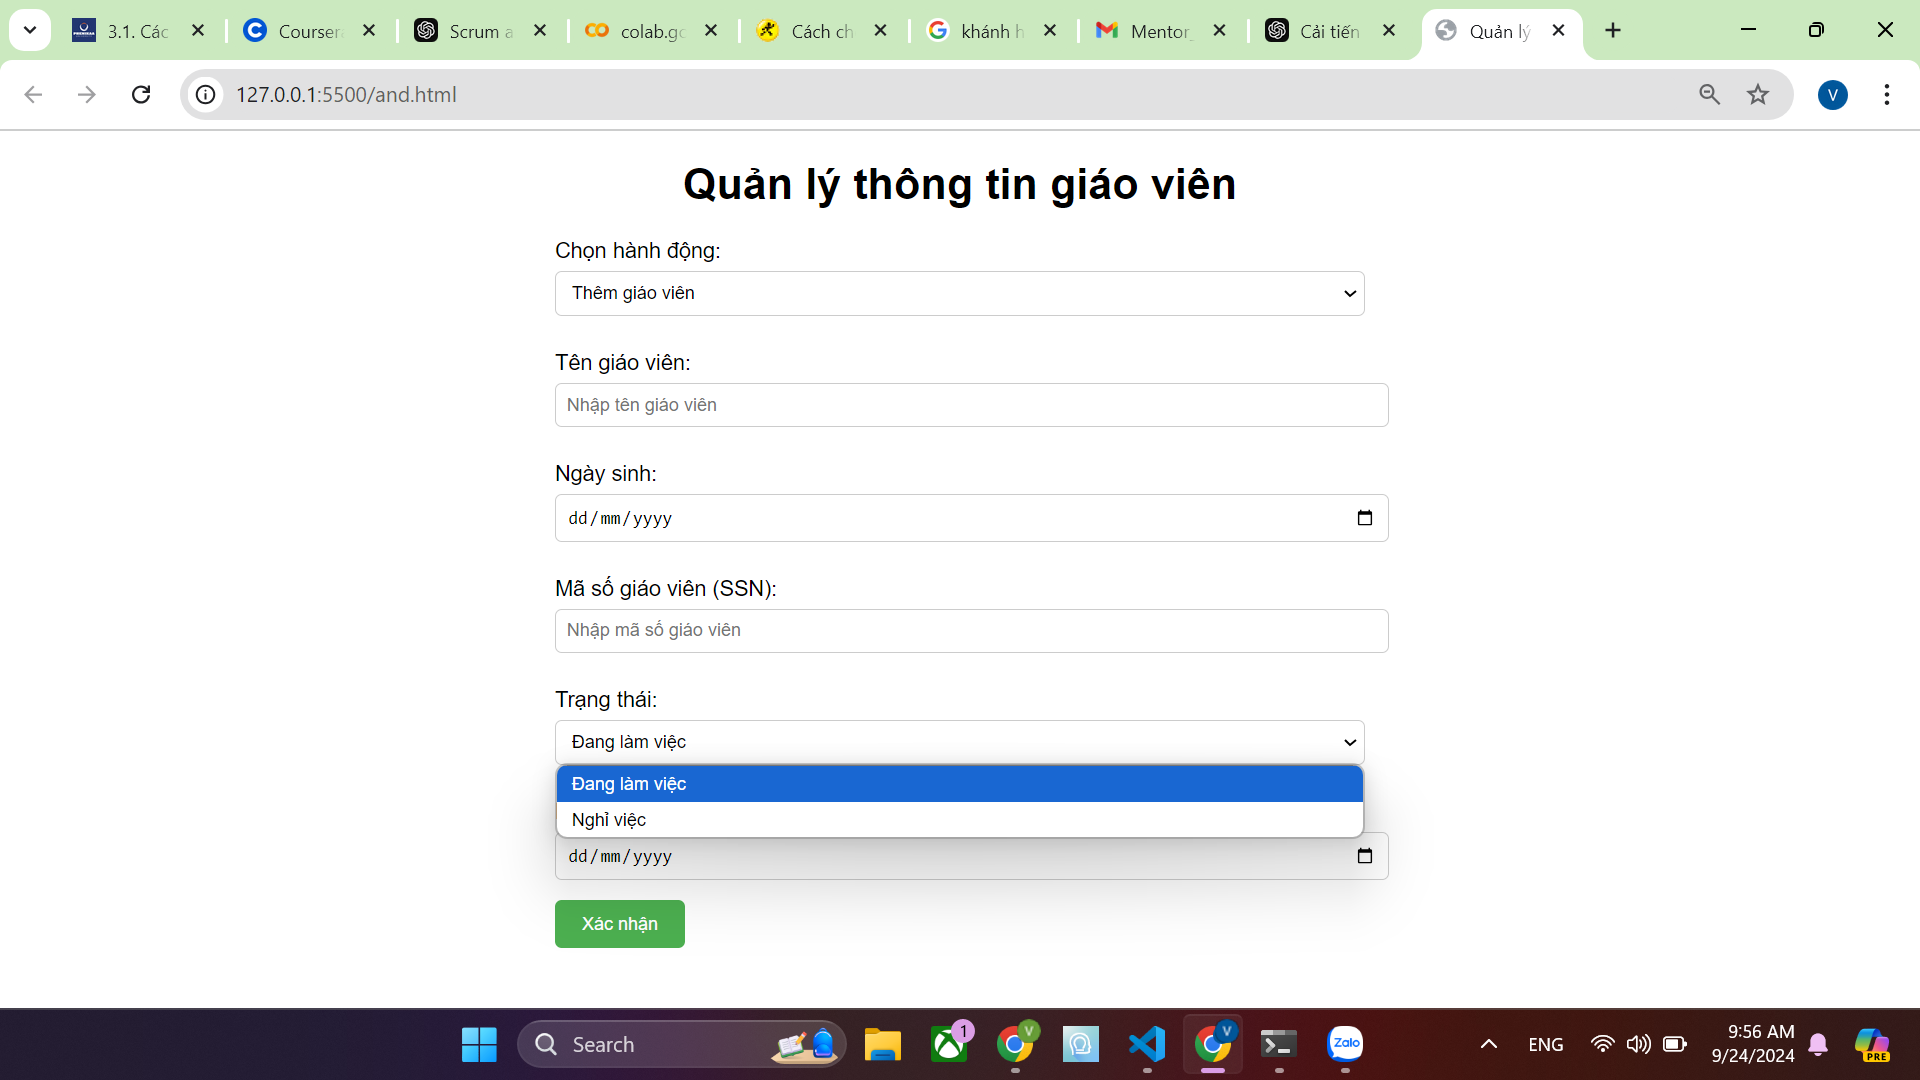 3.1. Các
Courser
Scrum a
colab.go
Cách ch
khánh h
Mentor_
Cải tiến
Quản lý
127.0.0.1:5500/and.html
V
Quản lý thông tin giáo viên
Chọn hành động:
Thêm giáo viên
Tên giáo viên:
Nhập tên giáo viên
Ngày sinh:
dd/mm/yyyy
Mã số giáo viên (SSN):
Nhập mã số giáo viên
Trạng thái:
Đang làm việc
Đang làm việc
Nghỉ việc
dd/mm/yyyy
Xác nhận
Search
1
V
V
Zalo
ENG
9:56 AM
9/24/2024
PRE